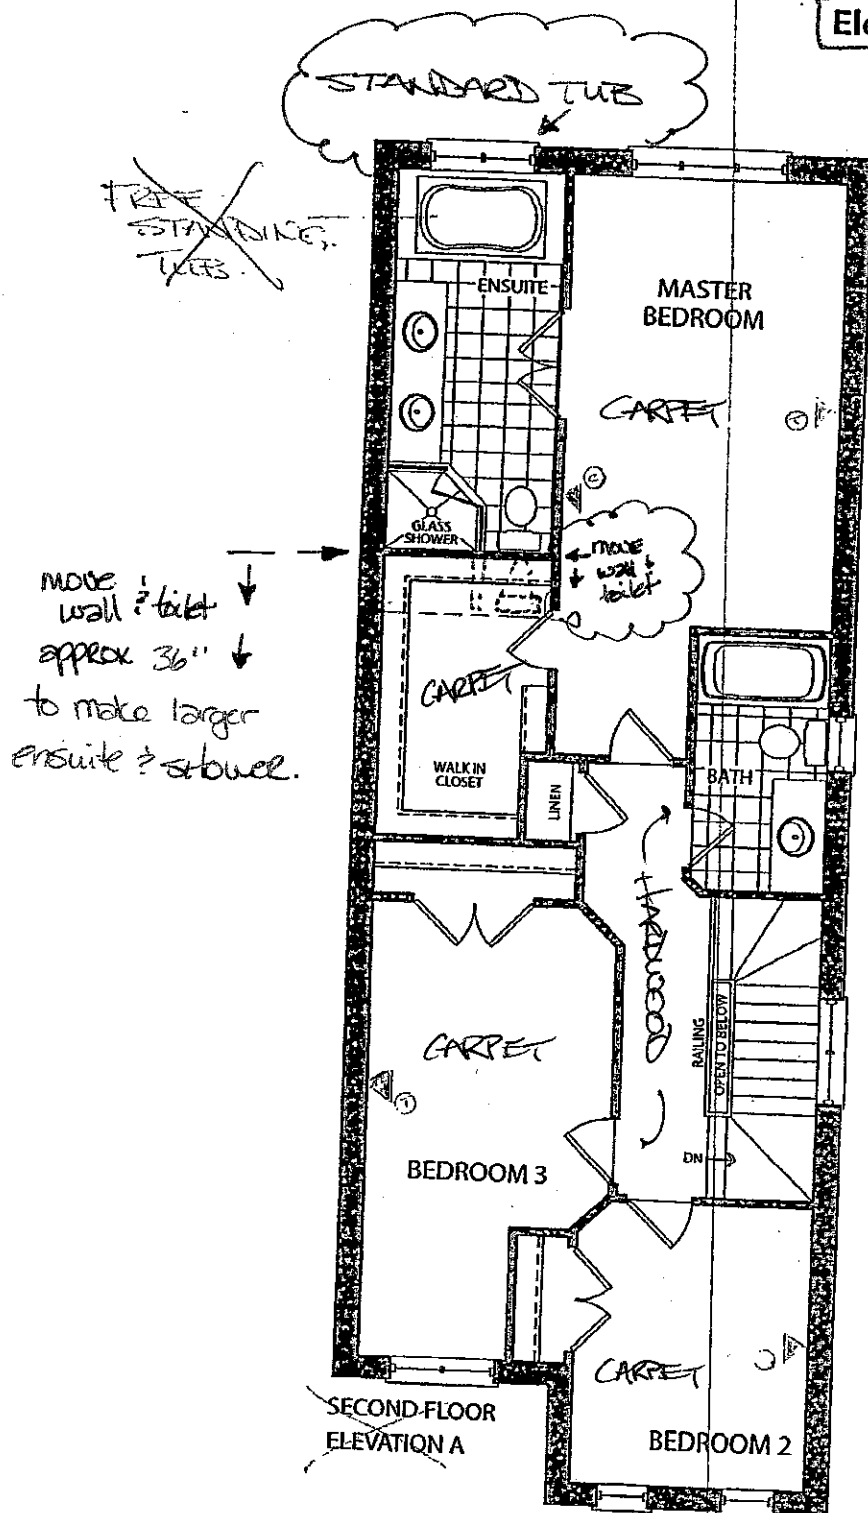 Ele
STANDARD TUB
FREE
STANDING
TUBS.
ENSUITE
MASTER
BEDROOM
CARPET
GLASS
SHOWER
move
wall &
toilet
move & 
wall & toilet
approx 36"
to make larger
ensuite & shower.
CARPET
WALK IN
CLOSET
LINEN
BATH
HARDWOOD
RAILING
OPEN TO BELOW
CARPET
DN
BEDROOM 3
CARPET
SECOND FLOOR
ELEVATION A
BEDROOM 2